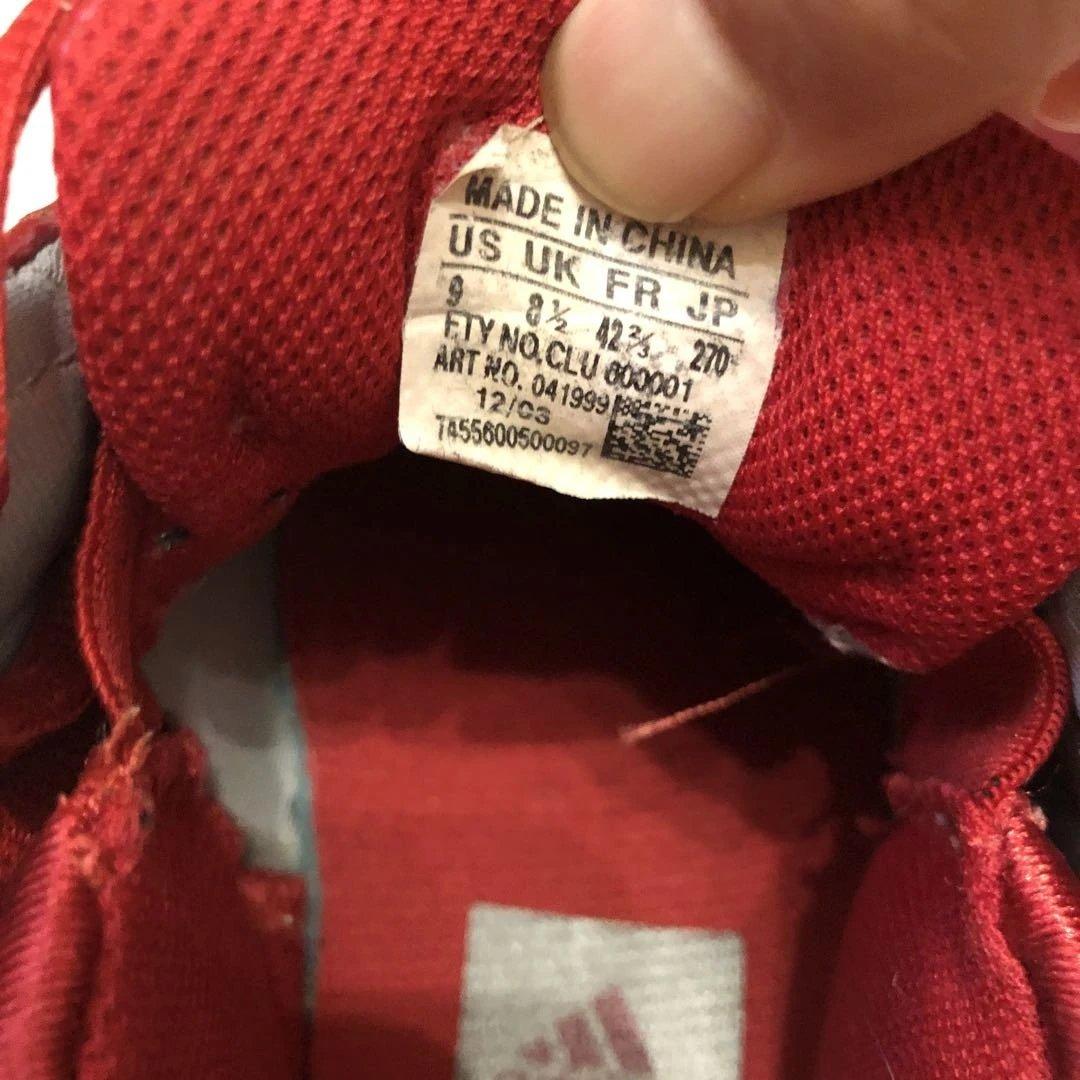 MADE IN CHINA
US UK FR JP
9 8½ 42⅔ 270
FTY NO.CLU 600001
ART NO. 041999
12/03
7455600500097